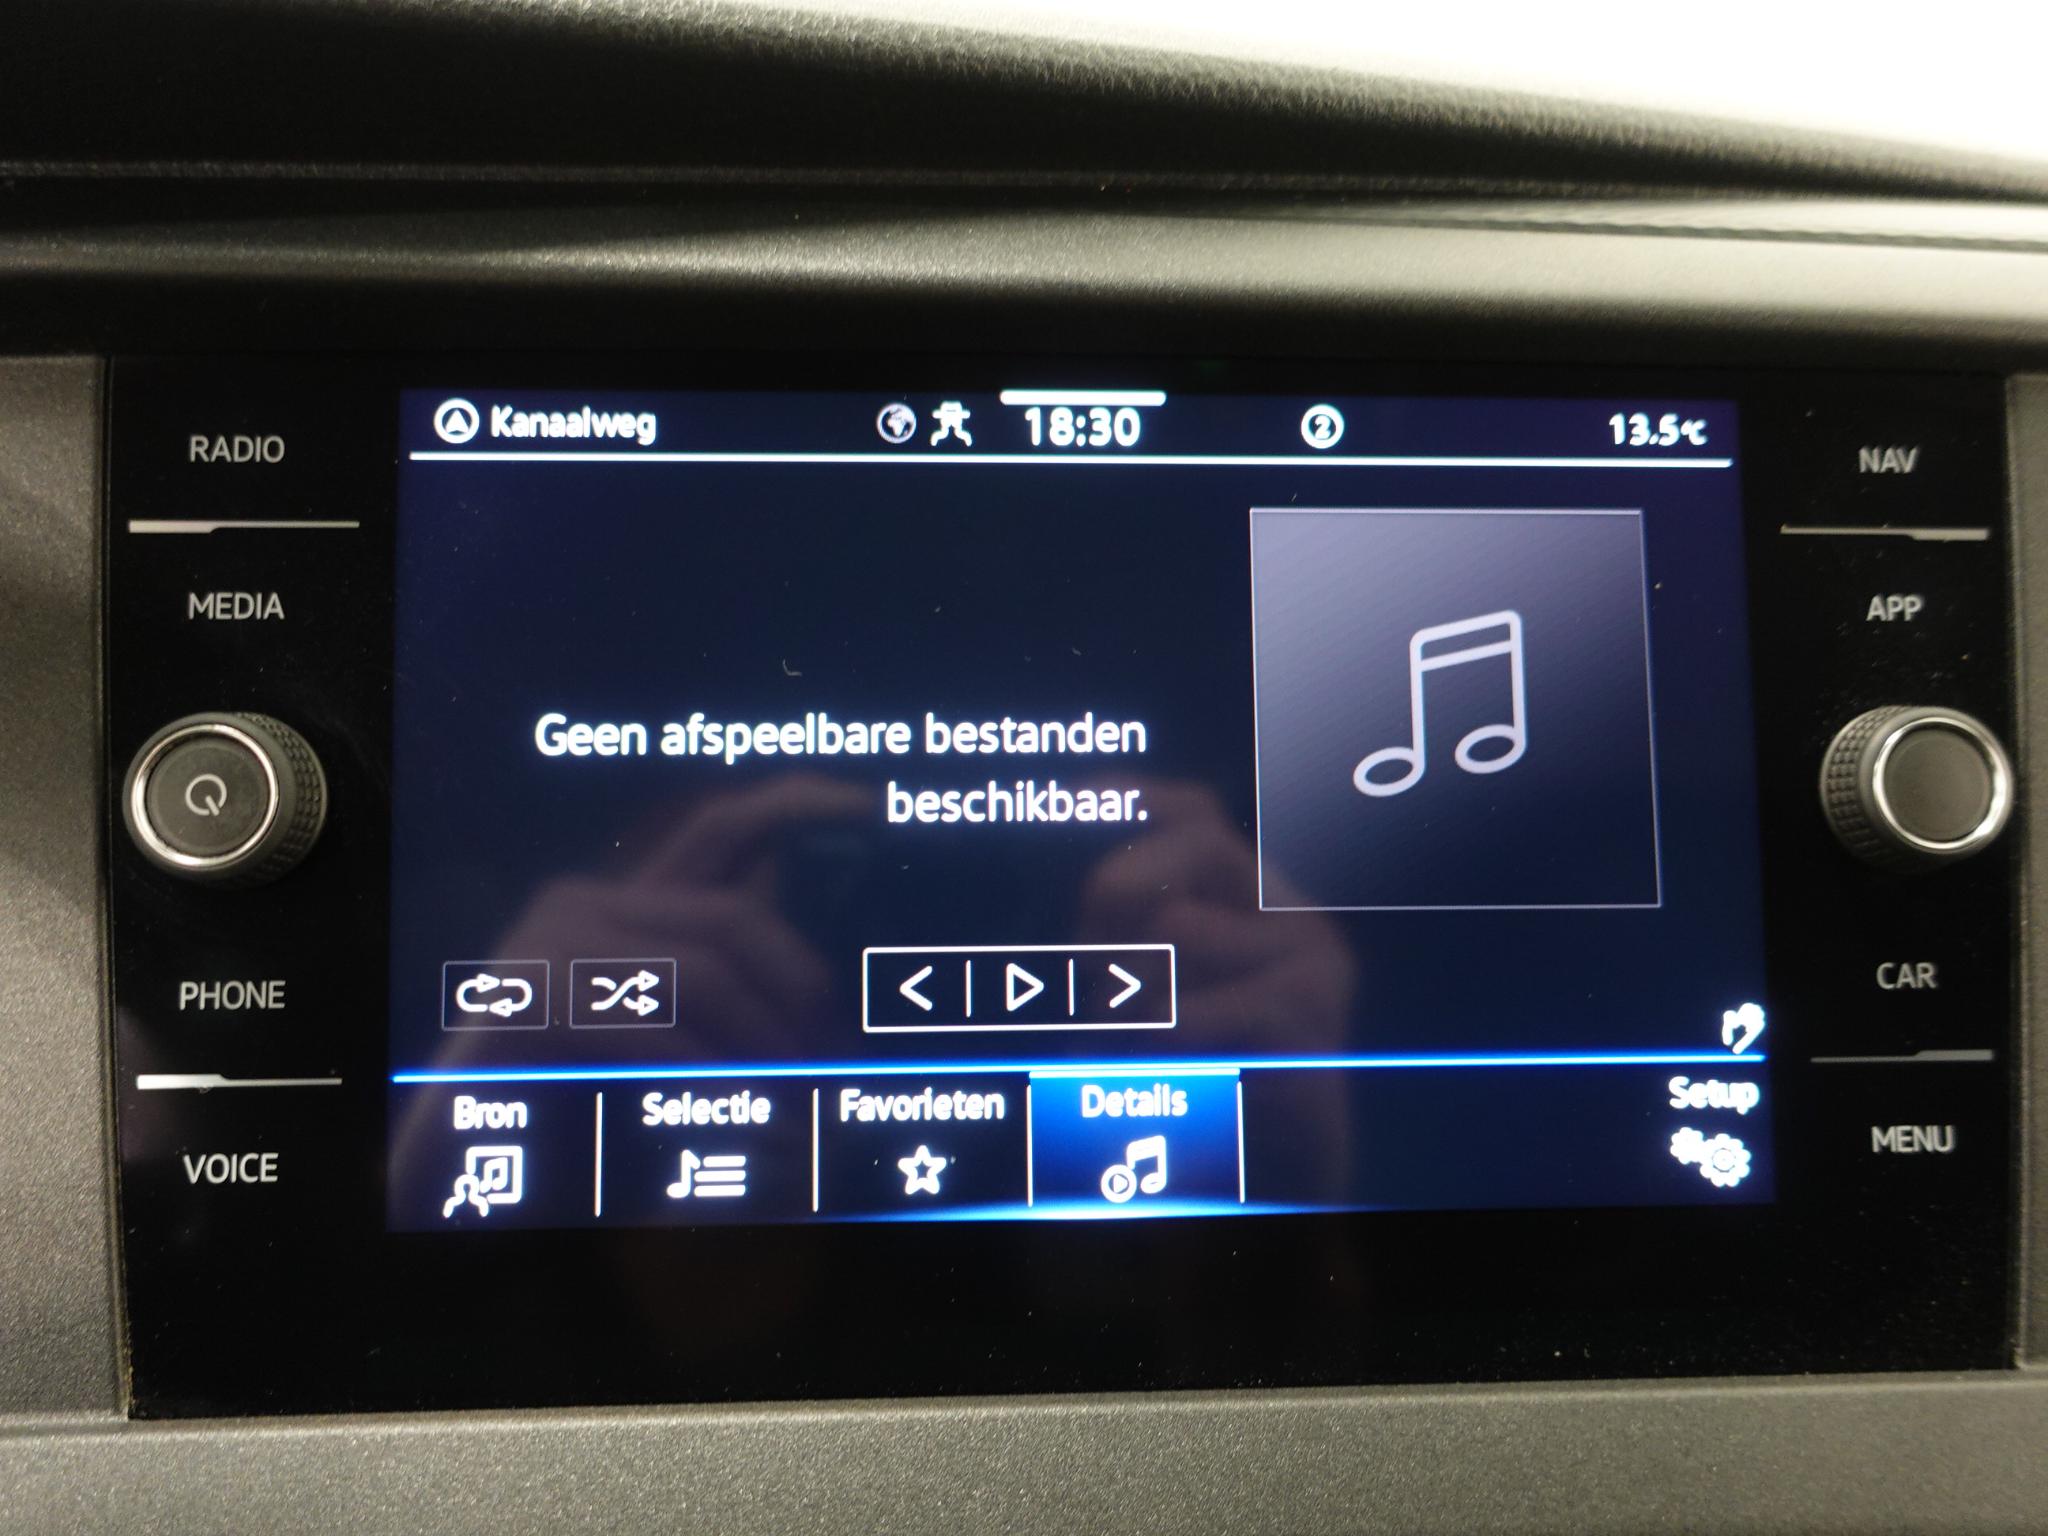 Kanaalweg 18:30 2 13.5°C
RADIO
MEDIA
PHONE
VOICE
Geen afspeelbare bestanden
beschikbaar.
Bron Selectie Favorieten Details Setup
NAV
APP
CAR
MENU